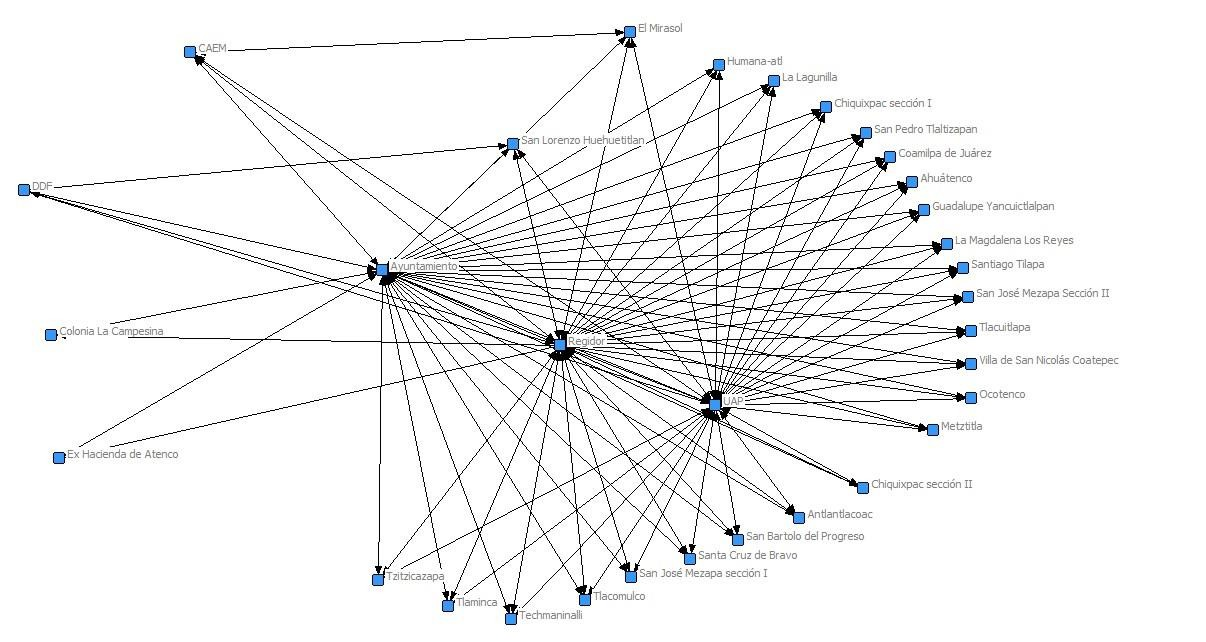 El Mirasol
CAEM
Humana-atl
La Lagunilla
Chiquixpac sección I
San Pedro Tlaltizapan
San Lorenzo Huehuetitlan
Coamilpa de Juárez
Ahuátenco
DDF
Guadalupe Yancuictlalpan
La Magdalena Los Reyes
Santiago Tilapa
Ayuntamiento
San José Mezapa Sección II
Tlacuitlapa
Colonia La Campesina
Regidor
Villa de San Nicolás Coatepec
Ocotenco
UAP
Metztitla
Ex Hacienda de Atenco
Chiquixpac sección II
Antlantlacoac
San Bartolo del Progreso
Santa Cruz de Bravo
San José Mezapa sección I
Tzitzicazapa
Tlacomulco
Tlaminca
Techmaninalli